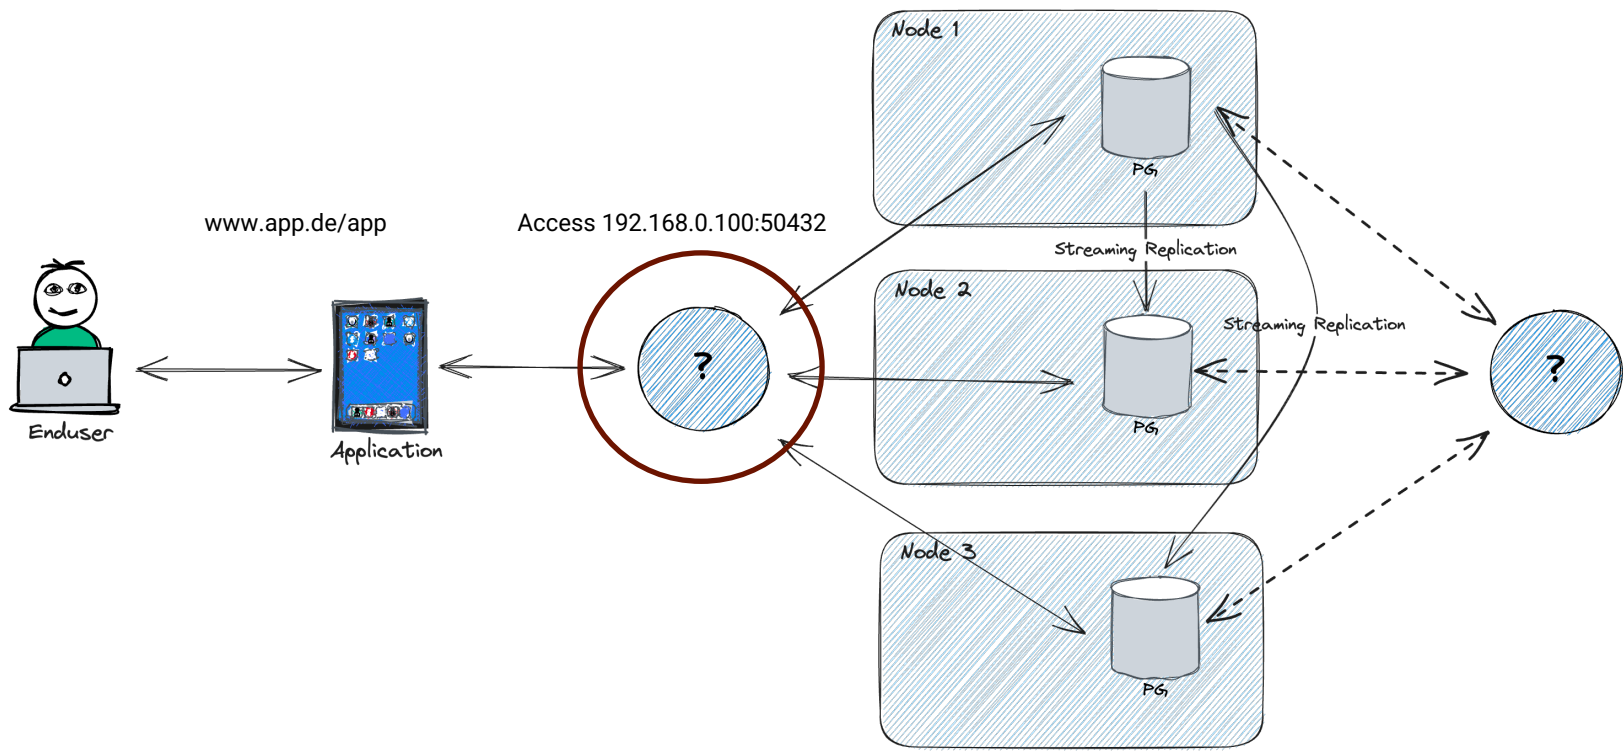 Node 1
PG
www.app.de/app
Access 192.168.0.100:50432
Streaming Replication
Node 2
Streaming Replication
?
?
PG
Enduser
Application
Node 3
PG